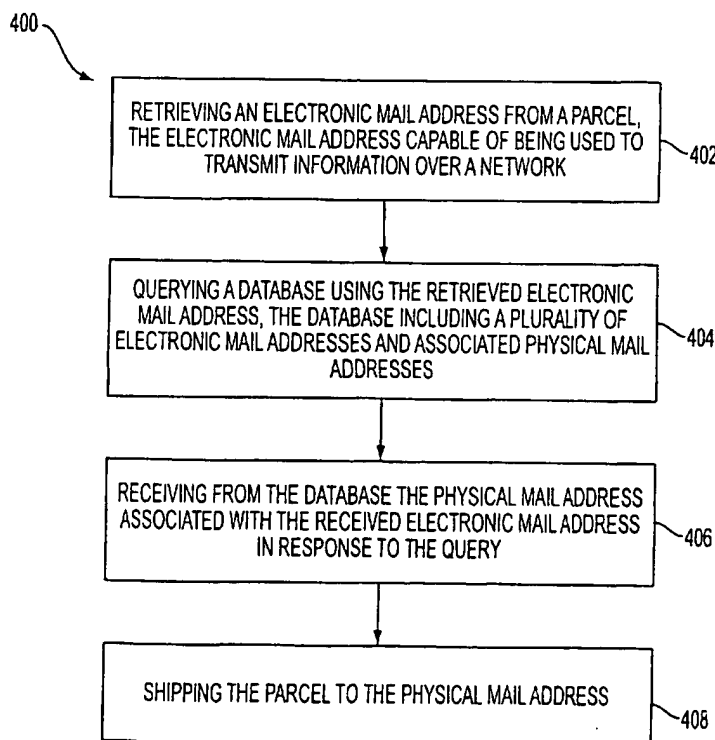 400
RETRIEVING AN ELECTRONIC MAIL ADDRESS FROM A PARCEL,
THE ELECTRONIC MAIL ADDRESS CAPABLE OF BEING USED TO
TRANSMIT INFORMATION OVER A NETWORK
402
QUERYING A DATABASE USING THE RETRIEVED ELECTRONIC
MAIL ADDRESS, THE DATABASE INCLUDING A PLURALITY OF
ELECTRONIC MAIL ADDRESSES AND ASSOCIATED PHYSICAL MAIL
ADDRESSES
404
RECEIVING FROM THE DATABASE THE PHYSICAL MAIL ADDRESS
ASSOCIATED WITH THE RECEIVED ELECTRONIC MAIL ADDRESS
IN RESPONSE TO THE QUERY
406
SHIPPING THE PARCEL TO THE PHYSICAL MAIL ADDRESS
408